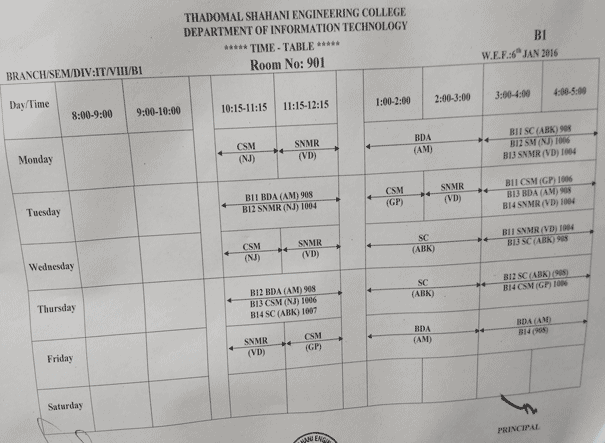 THADOMAL SHAHANI ENGINEERING COLLEGE
DEPARTMENT OF INFORMATION TECHNOLOGY
***** TIME - TABLE *****
B1
Room No: 901
W.E.F.:6th JAN 2016
BRANCH/SEM/DIV:IT/VIII/B1
Day/Time 8:00-9:00 9:00-10:00 10:15-11:15 11:15-12:15 1:00-2:00 2:00-3:00 3:00-4:00 4:00-5:00
Monday
CSM
(NJ)
SNMR
(VD)
BDA
(AM)
B11 SC (ABK) 908
B12 SM (NJ) 1006
B13 SNMR (VD) 1004
Tuesday
B11 BDA (AM) 908
B12 SNMR (NJ) 1004
CSM
(GP)
SNMR
(VD)
B11 CSM (GP) 1006
B13 BDA (AM) 908
B14 SNMR (VD) 1004
Wednesday
CSM
(NJ)
SNMR
(VD)
SC
(ABK)
B11 SNMR (VD) 1004
B13 SC (ABK) 908
Thursday
B12 BDA (AM) 908
B13 CSM (NJ) 1006
B14 SC (ABK) 1007
SC
(ABK)
B12 SC (ABK) (908)
B14 CSM (GP) 1006
Friday
SNMR
(VD)
CSM
(GP)
BDA
(AM)
BDA (AM)
B14 (908)
Saturday
PRINCIPAL